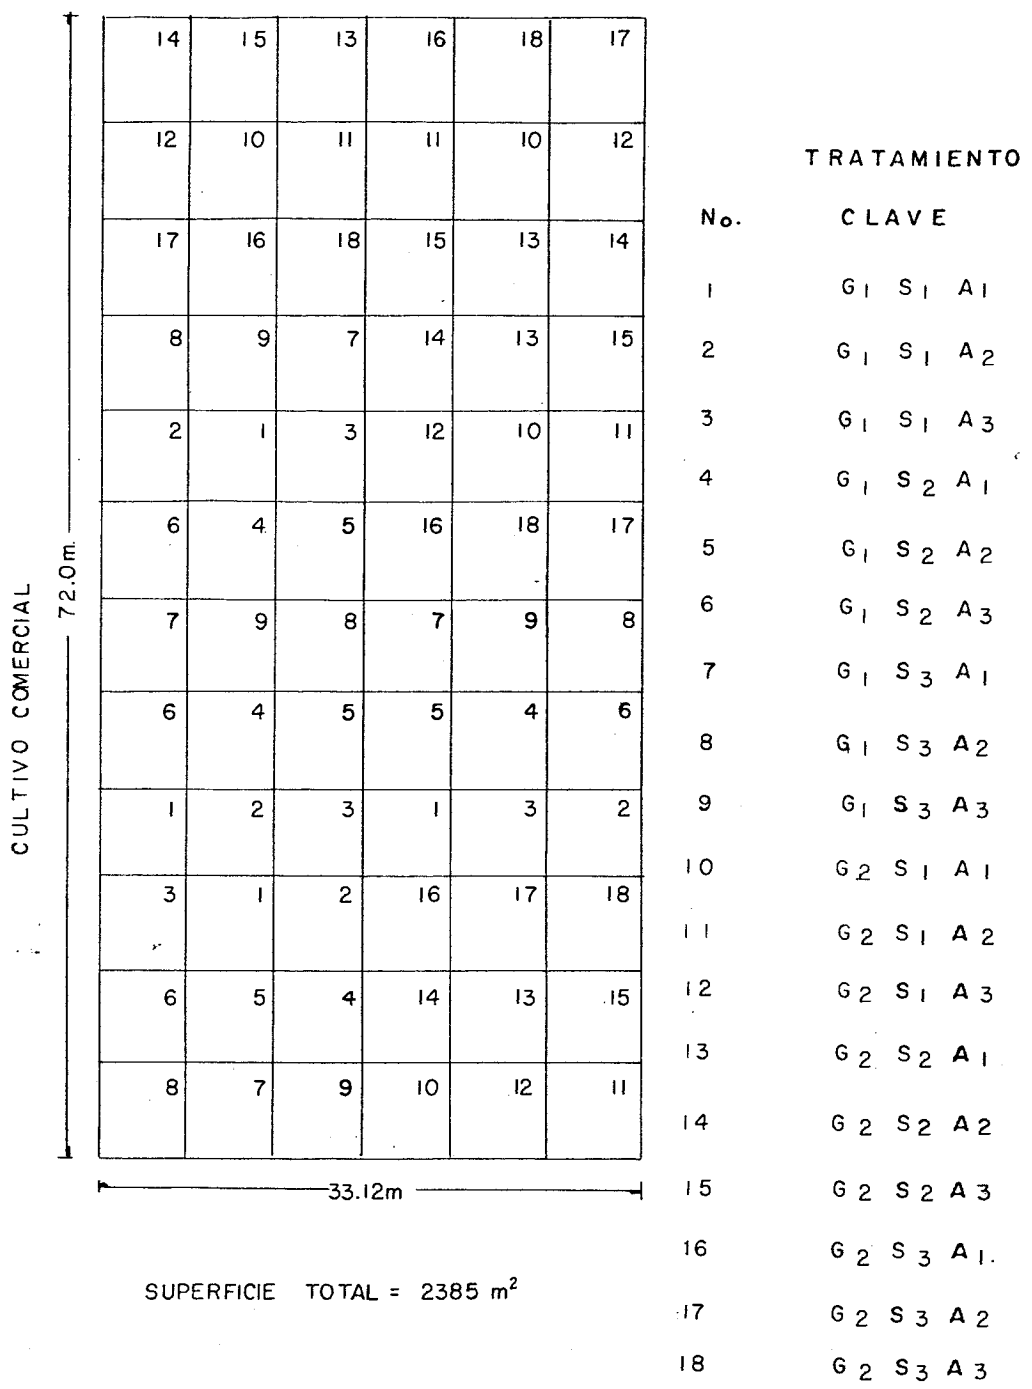 14 15 13 16 18 17
12 10 11 11 10 12
17 16 18 15 13 14
8 9 7 14 13 15
2 1 3 12 10 11
6 4 5 16 18 17
7 9 8 7 9 8
6 4 5 5 4 6
1 2 3 1 3 2
3 1 2 16 17 18
6 5 4 14 13 15
8 7 9 10 12 11
CULTIVO COMERCIAL
72.0m.
33.12m
SUPERFICIE TOTAL = 2385 m²
TRATAMIENTO
No. CLAVE
1 G1 S1 A1
2 G1 S1 A2
3 G1 S1 A3
4 G1 S2 A1
5 G1 S2 A2
6 G1 S2 A3
7 G1 S3 A1
8 G1 S3 A2
9 G1 S3 A3
10 G2 S1 A1
11 G2 S1 A2
12 G2 S1 A3
13 G2 S2 A1
14 G2 S2 A2
15 G2 S2 A3
16 G2 S3 A1.
17 G2 S3 A2
18 G2 S3 A3